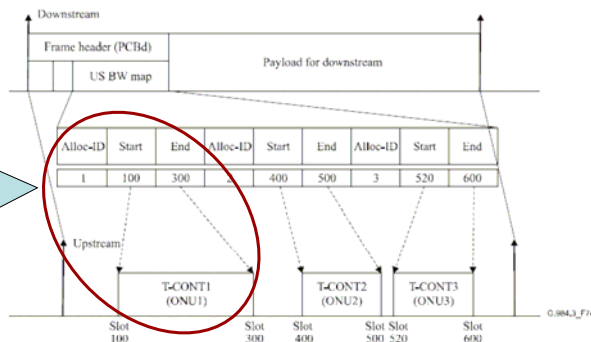 Downstream
Frame header (PCBd)
Payload for downstream
US BW map
Alloc-ID Start End Alloc-ID Start End Alloc-ID Start End
1 100 300 400 500 3 520 600
Upstream
T-CONT1 (ONU1)
T-CONT2 (ONU2)
T-CONT3 (ONU3)
Slot 100
Slot 300
Slot 400
Slot 500
Slot 520
Slot 600